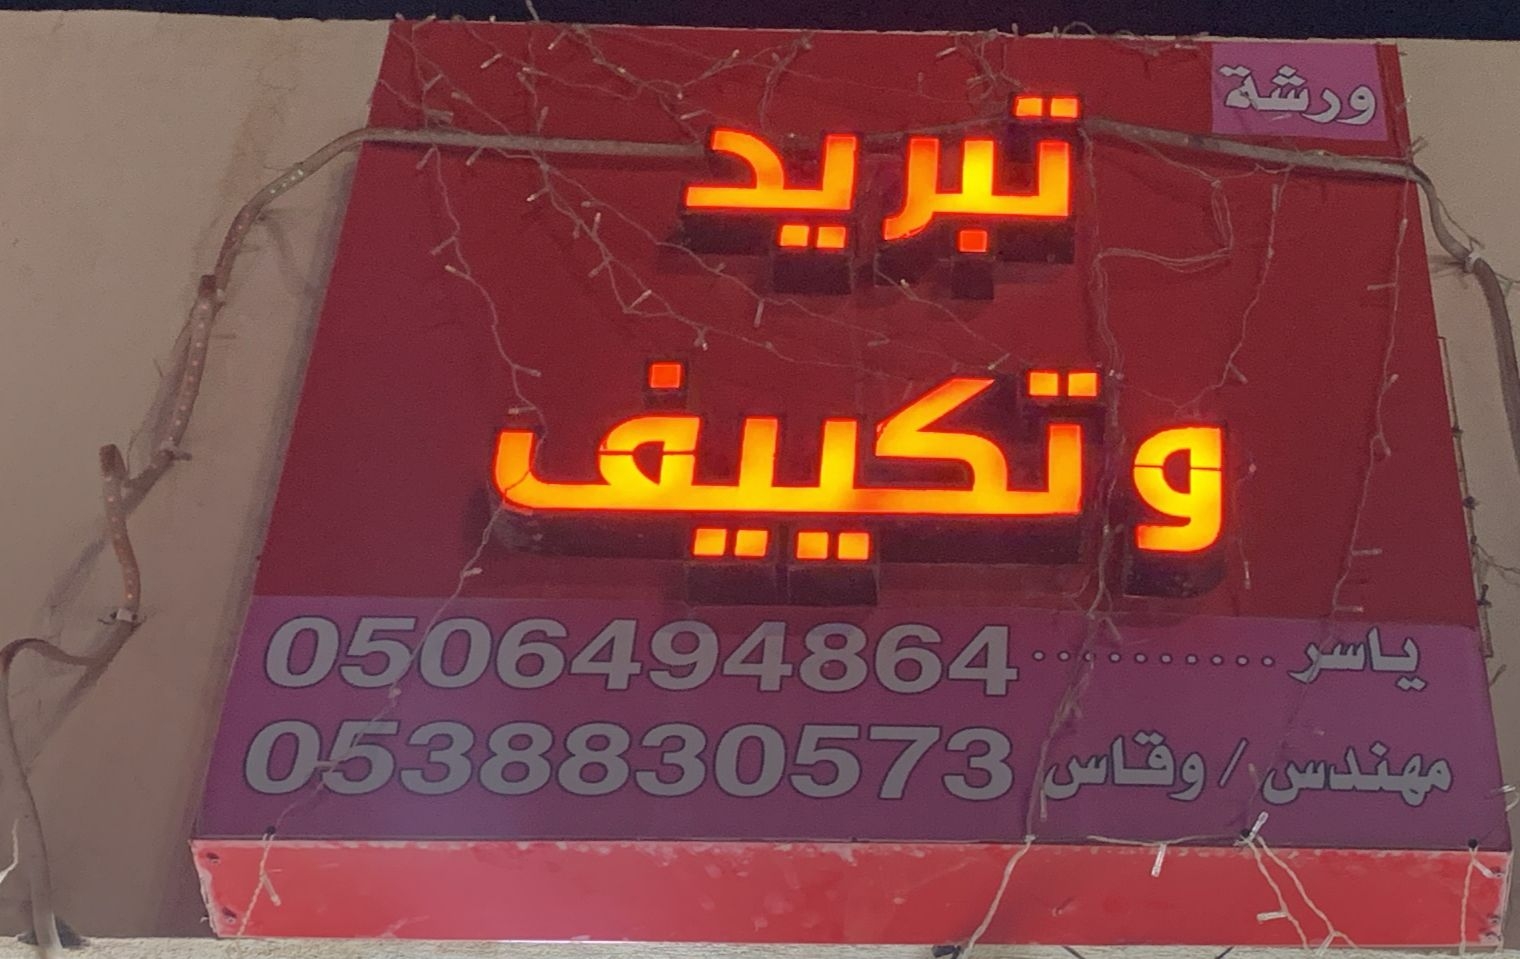 ورشة
تبريد
وتكييف
ياسر .......... 0506494864
مهندس / وقاس 0538830573